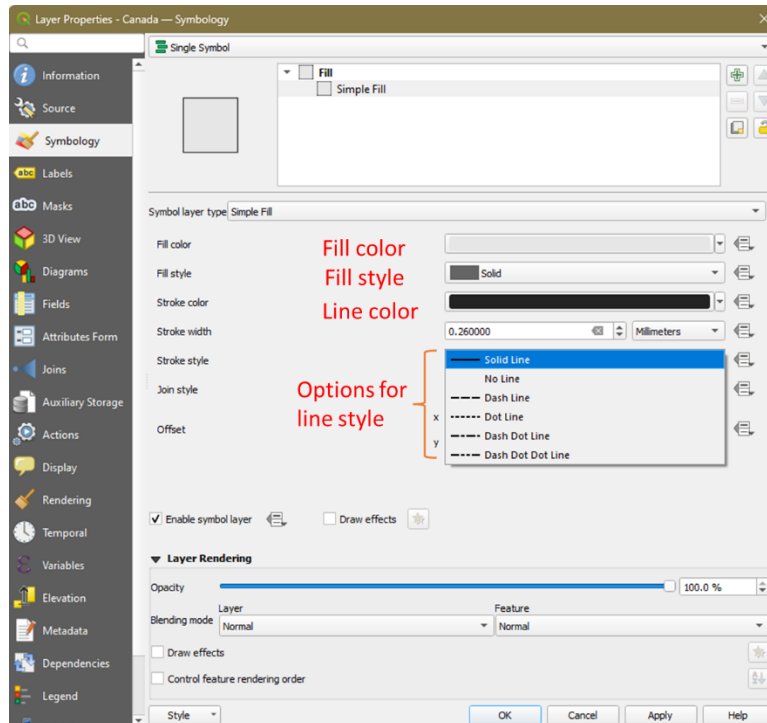 Layer Properties - Canada — Symbology
Single Symbol
Information
Source
Symbology
abc Labels
abc Masks
3D View
Diagrams
Fields
Attributes Form
Joins
Auxiliary Storage
Actions
Display
Rendering
Temporal
Variables
Elevation
Metadata
Dependencies
Legend
Fill
Simple Fill
Symbol layer type Simple Fill
Fill color Fill color
Fill style Fill style Solid
Stroke color Line color
Stroke width 0.260000 Millimeters
Stroke style Solid Line
No Line
Join style Options for line style Dash Line
x Dot Line
Offset Dash Dot Line
y Dash Dot Dot Line
Enable symbol layer Draw effects
Layer Rendering
Opacity 100.0 %
Layer Feature
Blending mode Normal Normal
Draw effects
Control feature rendering order
Style OK Cancel Apply Help